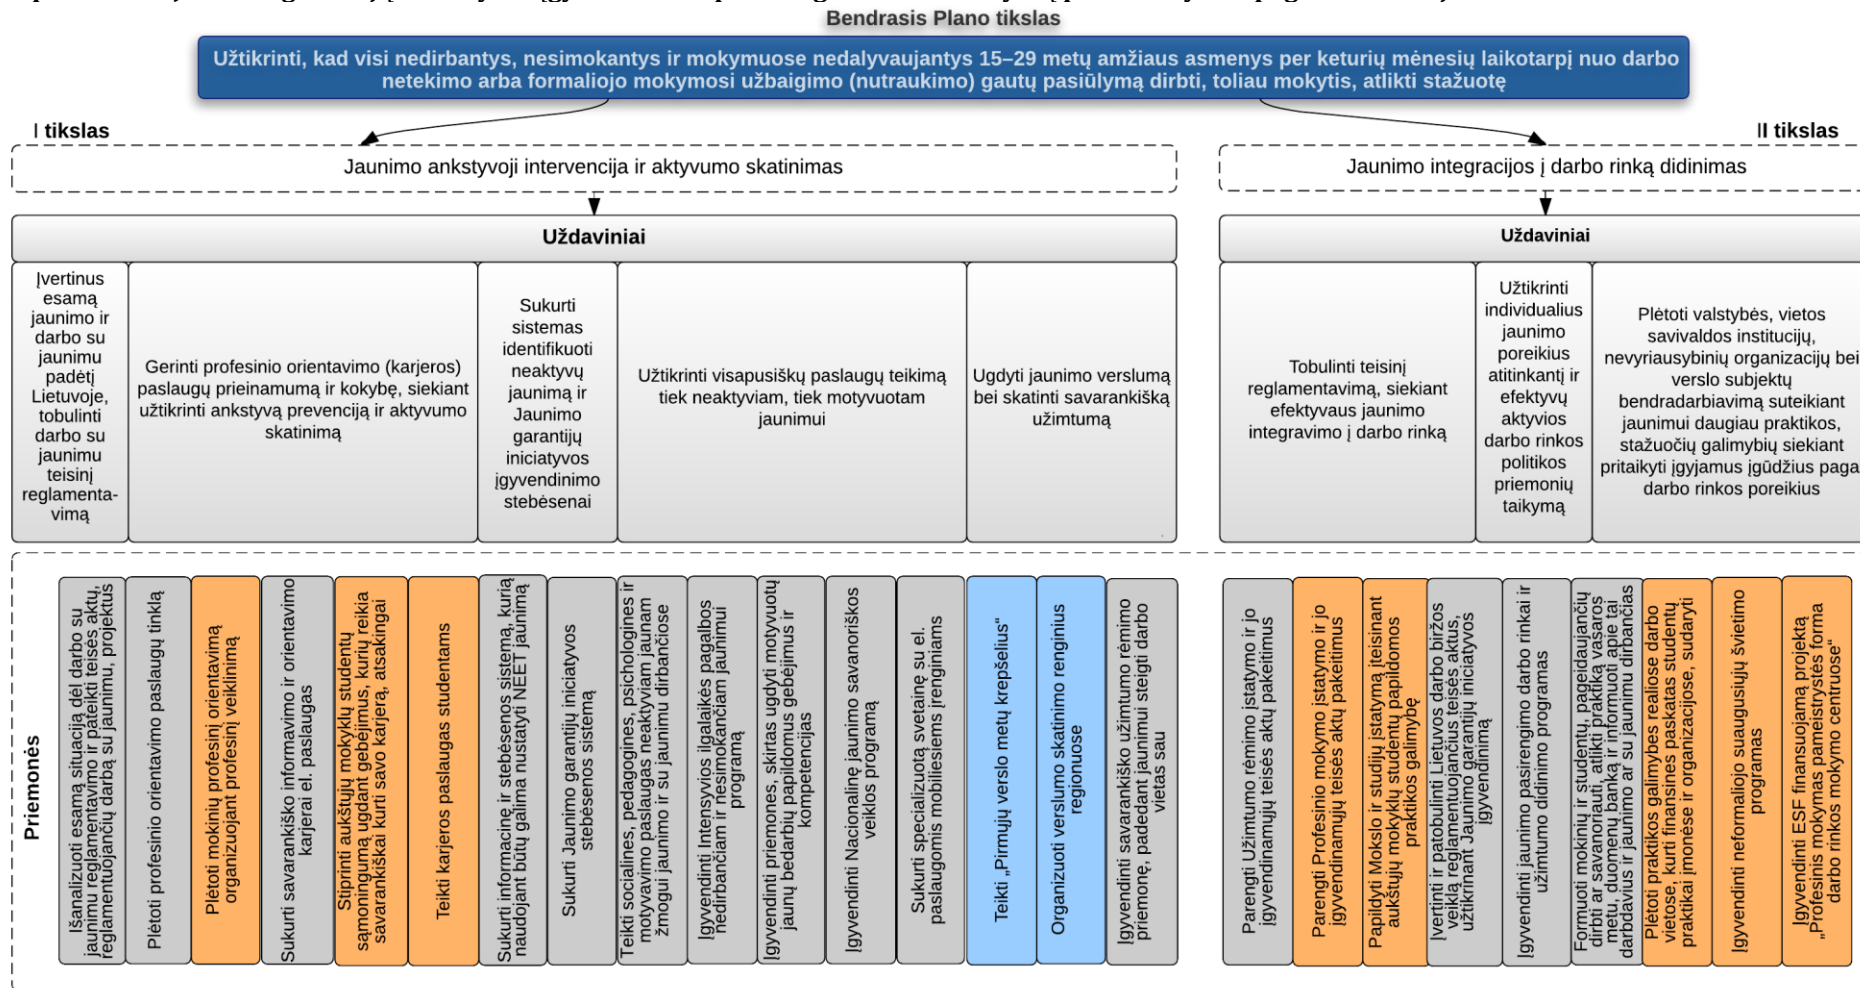 Bendrasis Plano tikslas
Užtikrinti, kad visi nedirbantys, nesimokantys ir mokymuose nedalyvaujantys 15–29 metų amžiaus asmenys per keturių mėnesių laikotarpį nuo darbo
netekimo arba formaliojo mokymosi užbaigimo (nutraukimo) gautų pasiūlymą dirbti, toliau mokytis, atlikti stažuotę
I tikslas
II tikslas
Jaunimo ankstyvoji intervencija ir aktyvumo skatinimas
Jaunimo integracijos į darbo rinką didinimas
Uždaviniai
Uždaviniai
Įvertinus
esamą
jaunimo ir
darbo su
jaunimu
padėtį
Lietuvoje,
tobulinti
darbo su
jaunimu
teisinį
reglamenta-
vimą
Gerinti profesinio orientavimo (karjeros)
paslaugų prieinamumą ir kokybę, siekiant
užtikrinti ankstyvą prevenciją ir aktyvumo
skatinimą
Sukurti
sistemas
identifikuoti
neaktyvų
jaunimą ir
Jaunimo
garantijų
iniciatyvos
įgyvendinimo
stebėsenai
Užtikrinti visapusiškų paslaugų teikimą
tiek neaktyviam, tiek motyvuotam
jaunimui
Ugdyti jaunimo verslumą
bei skatinti savarankišką
užimtumą
Tobulinti teisinį
reglamentavimą, siekiant
efektyvaus jaunimo
integravimo į darbo rinką
Užtikrinti
individualius
jaunimo
poreikius
atitinkantį ir
efektyvų
aktyvios
darbo rinkos
politikos
priemonių
taikymą
Plėtoti valstybės, vietos
savivaldos institucijų,
nevyriausybinių organizacijų bei
verslo subjektų
bendradarbiavimą suteikiant
jaunimui daugiau praktikos,
stažuočių galimybių siekiant
pritaikyti įgyjamus įgūdžius paga
darbo rinkos poreikius
Priemonės
Išanalizuoti esamą situaciją dėl darbo su
jaunimu reglamentavimo ir pateikti teisės aktų,
reglamentuojančių darbą su jaunimu, projektus
Plėtoti profesinio orientavimo paslaugų tinklą
Plėtoti mokinių profesinį orientavimą
organizuojant profesinį veiklinimą
Sukurti savarankiško informavimo ir orientavimo
karjerai el. paslaugas
Stiprinti aukštųjų mokyklų studentų
sąmoningumą ugdant gebėjimus, kurių reikia
savarankiškai kurti savo karjerą, atsakingai
Teikti karjeros paslaugas studentams
Sukurti informacinę ir stebėsenos sistemą, kurią
naudojant būtų galima nustatyti NEET jaunimą
Sukurti Jaunimo garantijų iniciatyvos
stebėsenos sistemą
Teikti socialines, pedagogines, psichologines ir
motyvavimo paslaugas neaktyviam jaunam
žmogui jaunimo ir su jaunimu dirbančiose
Įgyvendinti Intensyvios ilgalaikės pagalbos
nedirbančiam ir nesimokančiam jaunimui
programą
Įgyvendinti priemones, skirtas ugdyti motyvuotų
jaunų bedarbių papildomus gebėjimus ir
kompetencijas
Įgyvendinti Nacionalinę jaunimo savanoriškos
veiklos programą
Sukurti specializuotą svetainę su el.
paslaugomis mobiliesiems įrenginiams
Teikti „Pirmųjų verslo metų krepšelius“
Organizuoti verslumo skatinimo renginius
regionuose
Įgyvendinti savarankiško užimtumo rėmimo
priemonę, padedant jaunimui steigti darbo
vietas sau
Parengti Užimtumo rėmimo įstatymo ir jo
įgyvendinamųjų teisės aktų pakeitimus
Parengti Profesinio mokymo įstatymo ir jo
įgyvendinamųjų teisės aktų pakeitimus
Papildyti Mokslo ir studijų įstatymą įteisinant
aukštųjų mokyklų studentų papildomos
praktikos galimybę
Įvertinti ir patobulinti Lietuvos darbo biržos
veiklą reglamentuojančius teisės aktus,
užtikrinant Jaunimo garantijų iniciatyvos
įgyvendinimą
Įgyvendinti jaunimo pasirengimo darbo rinkai ir
užimtumo didinimo programas
Formuoti mokinių ir studentų, pageidaujančių
dirbti ar savanoriauti, atlikti praktiką vasaros
metu, duomenų banką ir informuoti apie tai
darbdavius ir jaunimo ar su jaunimu dirbančias
Plėtoti praktikos galimybes realiose darbo
vietose, kurti finansines paskatas studentų
praktikai įmonėse ir organizacijose, sudaryti
Įgyvendinti neformaliojo suaugusiųjų švietimo
programas
Įgyvendinti ESF finansuojamą projektą
„Profesinis mokymas pameistrystės forma
darbo rinkos mokymo centruose“